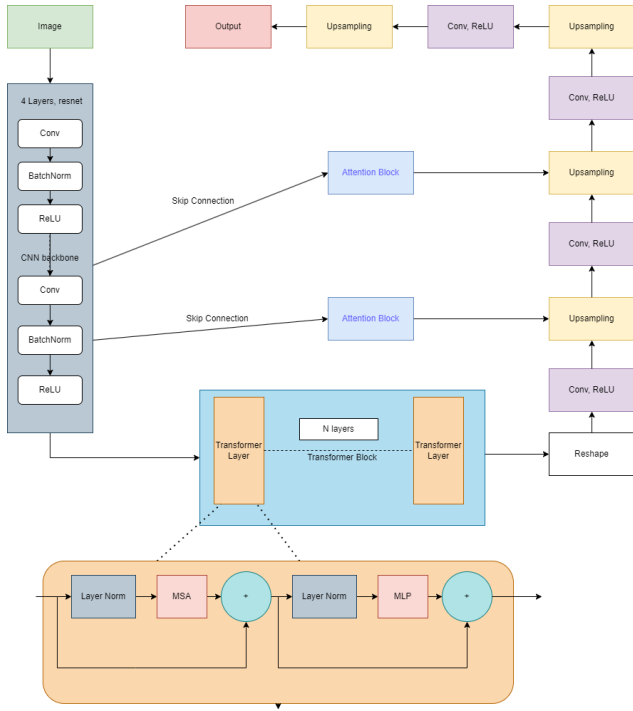 Image
Output
Upsampling
Conv, ReLU
Upsampling
4 Layers, resnet
Conv
BatchNorm
ReLU
CNN backbone
Conv
BatchNorm
ReLU
Conv, ReLU
Skip Connection
Attention Block
Upsampling
Conv, ReLU
Skip Connection
Attention Block
Upsampling
Conv, ReLU
Transformer
Layer
N layers
Transformer Block
Transformer
Layer
Reshape
Layer Norm
MSA
+
Layer Norm
MLP
+